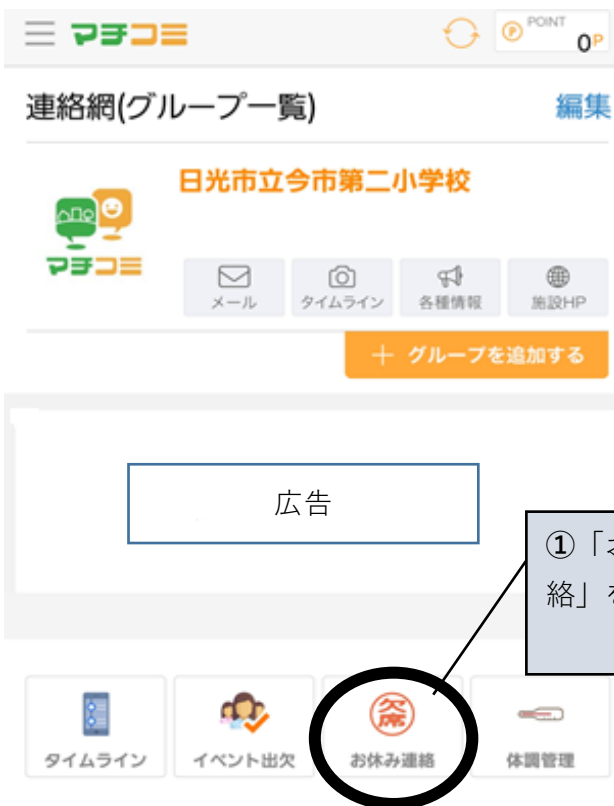 マチコミ
POINT
0P
連絡網(グループ一覧)
編集
日光市立今市第二小学校
マチコミ
メール
タイムライン
各種情報
施設HP
＋ グループを追加する
広告
①「お
絡」を
タイムライン
イベント出欠
欠席
お休み連絡
体調管理